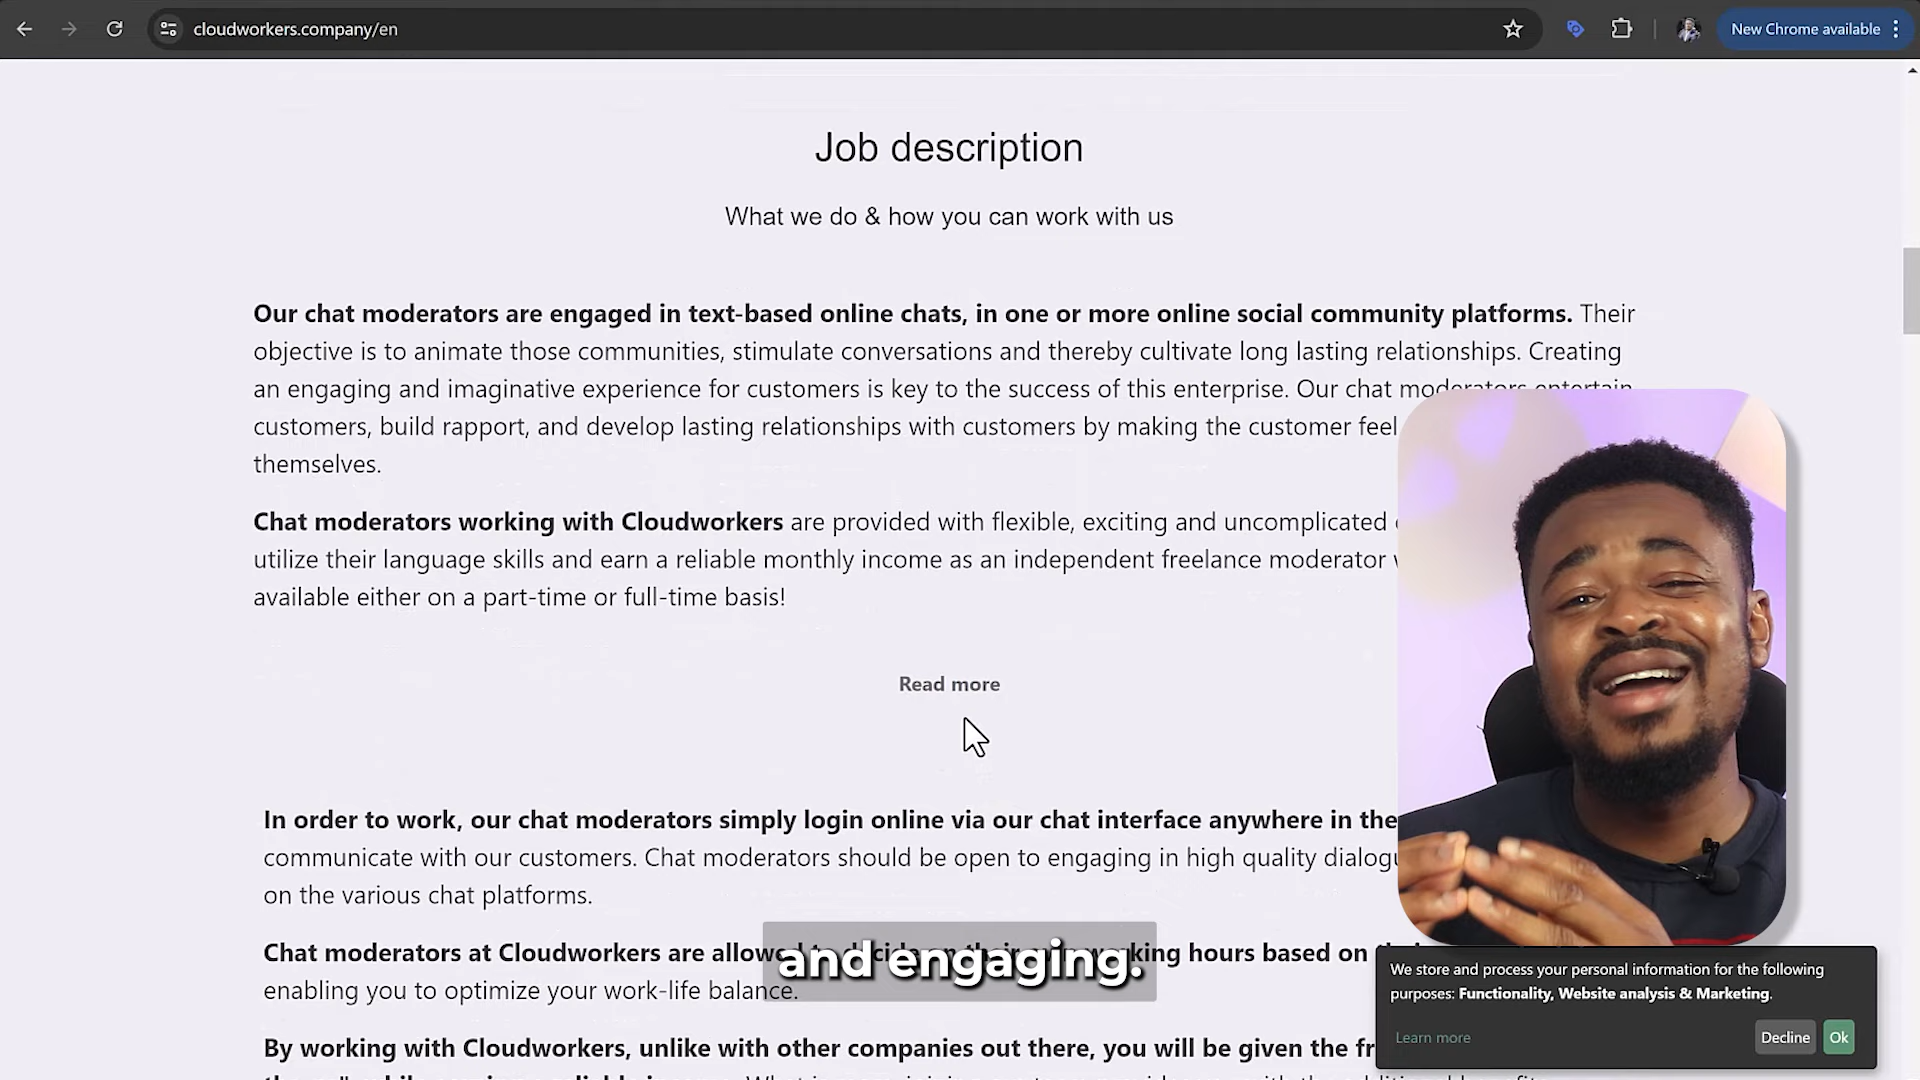 cloudworkers.company/en
New Chrome available
Job description
What we do & how you can work with us
Our chat moderators are engaged in text-based online chats, in one or more online social community platforms. Their
objective is to animate those communities, stimulate conversations and thereby cultivate long lasting relationships. Creating
an engaging and imaginative experience for customers is key to the success of this enterprise. Our chat moderators entertain
customers, build rapport, and develop lasting relationships with customers by making the customer feel
themselves.
Chat moderators working with Cloudworkers are provided with flexible, exciting and uncomplicated
utilize their language skills and earn a reliable monthly income as an independent freelance moderator
available either on a part-time or full-time basis!
Read more
In order to work, our chat moderators simply login online via our chat interface anywhere in the
communicate with our customers. Chat moderators should be open to engaging in high quality
on the various chat platforms.
Chat moderators at Cloudworkers are allowed to decide on their own working hours based on
and engaging.
enabling you to optimize your work-life balance.
By working with Cloudworkers, unlike with other companies out there, you will be given the
We store and process your personal information for the following
purposes: Functionality, Website analysis & Marketing.
Learn more
Decline
Ok